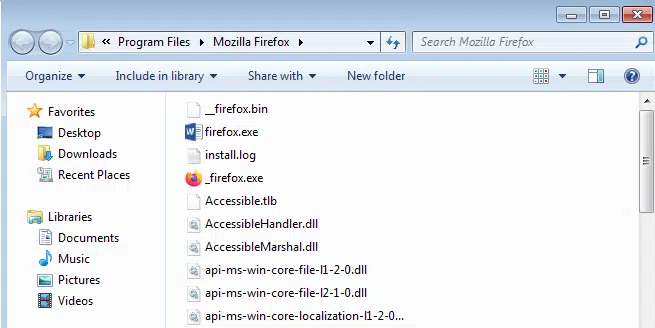 « Program Files ▸ Mozilla Firefox ▸
Search Mozilla Firefox
Organize
Include in library
Share with
New folder
Favorites
Desktop
Downloads
Recent Places
Libraries
Documents
Music
Pictures
Videos
__firefox.bin
firefox.exe
install.log
_firefox.exe
Accessible.tlb
AccessibleHandler.dll
AccessibleMarshal.dll
api-ms-win-core-file-l1-2-0.dll
api-ms-win-core-file-l2-1-0.dll
api-ms-win-core-localization-l1-2-0...